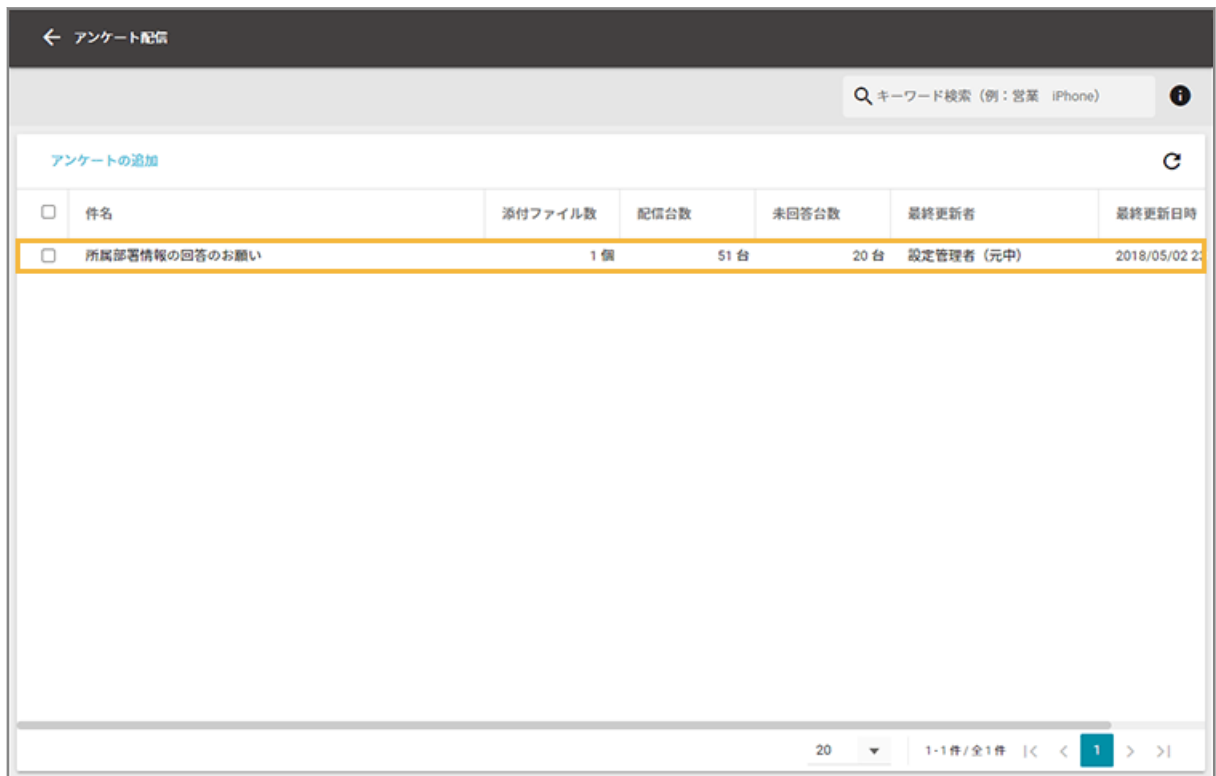 アンケート配信
キーワード検索（例：営業 iPhone）
アンケートの追加
件名 添付ファイル数 配信台数 未回答台数 最終更新者 最終更新日時
所属部署情報の回答のお願い 1 個 51 台 20 台 設定管理者（元中） 2018/05/02 2
20 1-1件/全1件 1